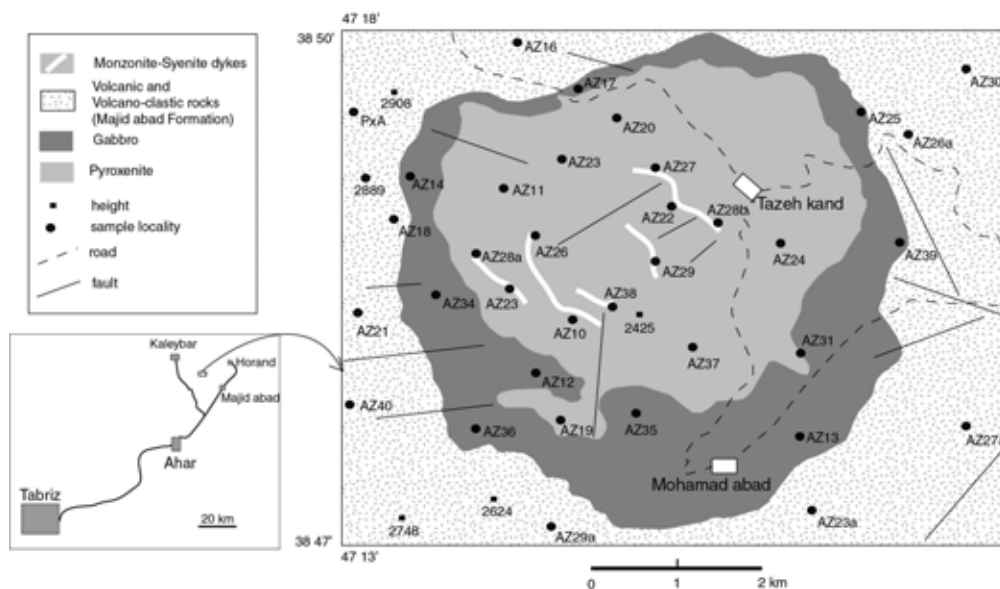 Monzonite-Syenite dykes
Volcanic and
Volcano-clastic rocks
(Majid abad Formation)
Gabbro
Pyroxenite
height
sample locality
road
fault
Kaleybar
Horand
Majid abad
Ahar
Tabriz
20 km
47 18
38 50
AZ16
AZ30
2908
AZ17
PxA
AZ20
AZ25
AZ26a
AZ23
AZ27
2889
AZ14
AZ11
Tazeh kand
AZ18
AZ22
AZ28b
AZ26
AZ24
AZ39
AZ28a
AZ29
AZ23
AZ38
AZ34
AZ21
AZ10
2425
AZ31
AZ37
AZ12
AZ40
AZ36
AZ19
AZ35
AZ13
AZ27a
Mohamad abad
2624
2748
AZ29a
AZ23a
38 47
47 13
0 1 2 km